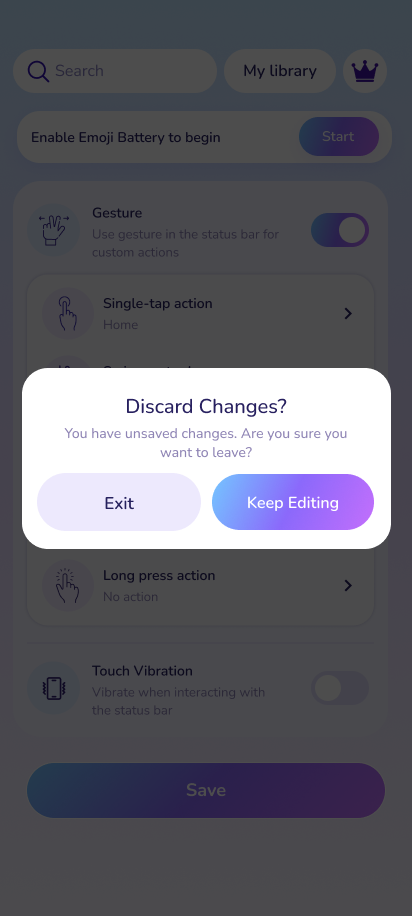 Search
My library
Enable Emoji Battery to begin
Start
Gesture
Use gesture in the status bar for
custom actions
Single-tap action
Home
Discard Changes?
You have unsaved changes. Are you sure you
want to leave?
Exit
Keep Editing
Long press action
No action
Touch Vibration
Vibrate when interacting with
the status bar
Save